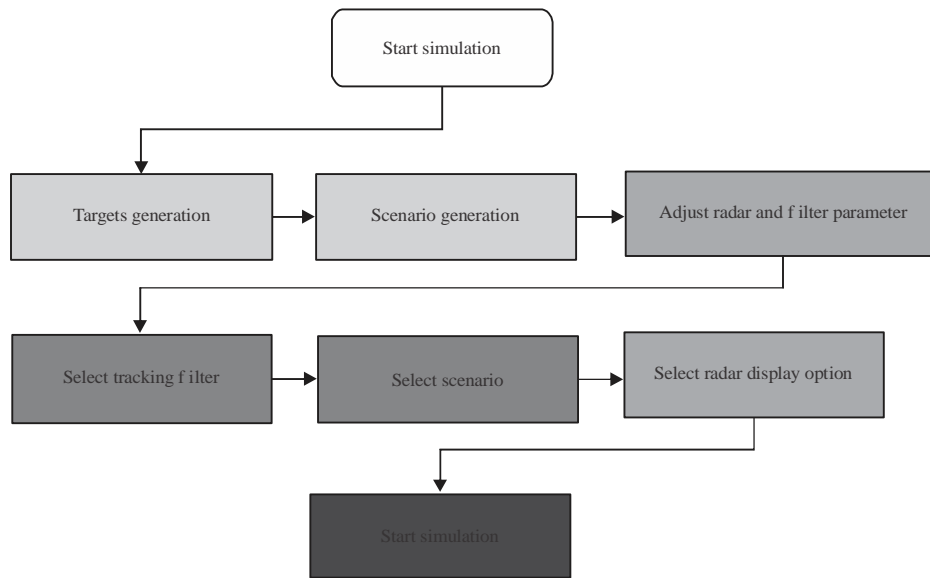 Start simulation
Targets generation
Scenario generation
Adjust radar and f ilter parameter
Select tracking f ilter
Select scenario
Select radar display option
Start simulation